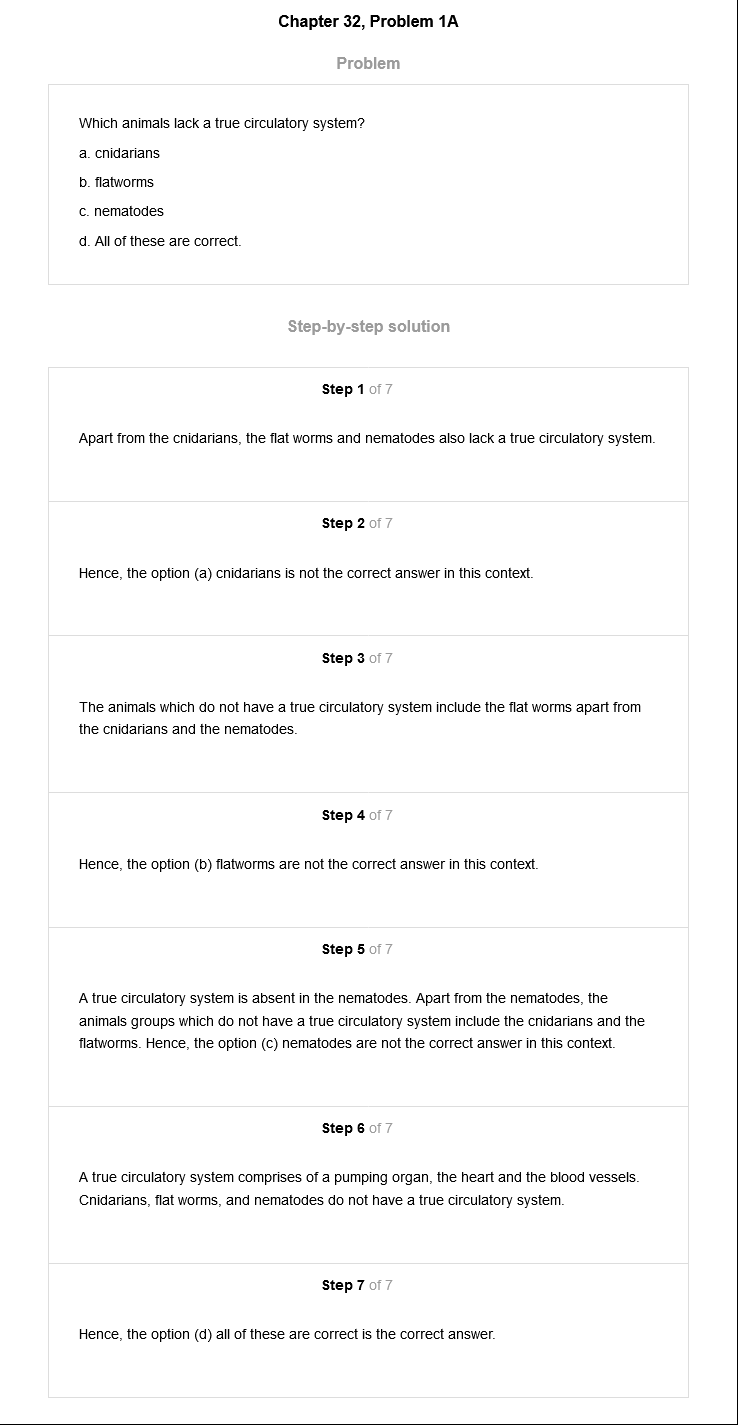 Chapter 32, Problem 1A
Problem
Which animals lack a true circulatory system?
a. cnidarians
b. flatworms
c. nematodes
d. All of these are correct.
Step-by-step solution
Step 1 of 7
Apart from the cnidarians, the flat worms and nematodes also lack a true circulatory system.
Step 2 of 7
Hence, the option (a) cnidarians is not the correct answer in this context.
Step 3 of 7
The animals which do not have a true circulatory system include the flat worms apart from
the cnidarians and the nematodes.
Step 4 of 7
Hence, the option (b) flatworms are not the correct answer in this context.
Step 5 of 7
A true circulatory system is absent in the nematodes. Apart from the nematodes, the
animals groups which do not have a true circulatory system include the cnidarians and the
flatworms. Hence, the option (c) nematodes are not the correct answer in this context.
Step 6 of 7
A true circulatory system comprises of a pumping organ, the heart and the blood vessels.
Cnidarians, flat worms, and nematodes do not have a true circulatory system.
Step 7 of 7
Hence, the option (d) all of these are correct is the correct answer.